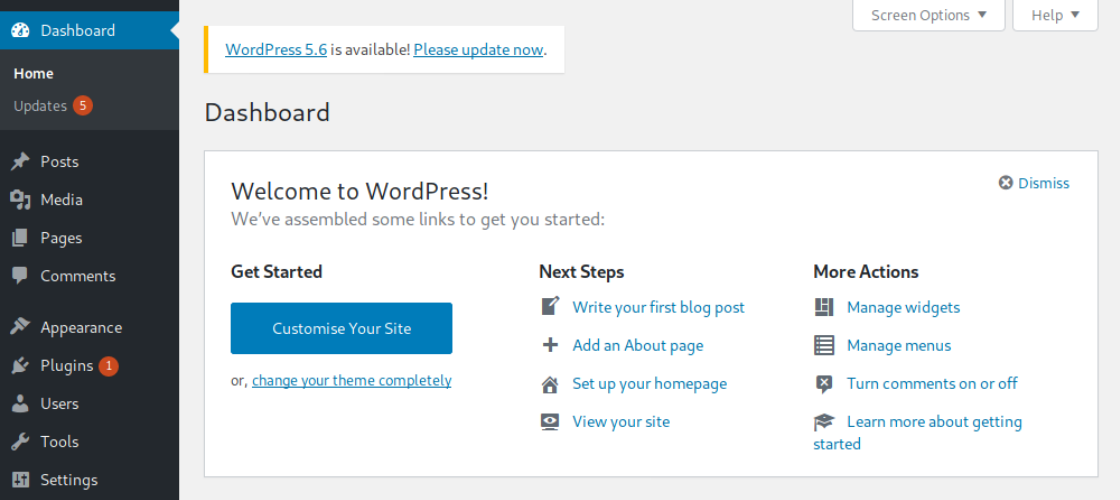 Dashboard
Home
Updates 5
Posts
Media
Pages
Comments
Appearance
Plugins 1
Users
Tools
Settings
Screen Options
Help
WordPress 5.6 is available! Please update now.
Dashboard
Welcome to WordPress!
Dismiss
We’ve assembled some links to get you started:
Get Started
Customise Your Site
or, change your theme completely
Next Steps
Write your first blog post
Add an About page
Set up your homepage
View your site
More Actions
Manage widgets
Manage menus
Turn comments on or off
Learn more about getting
started